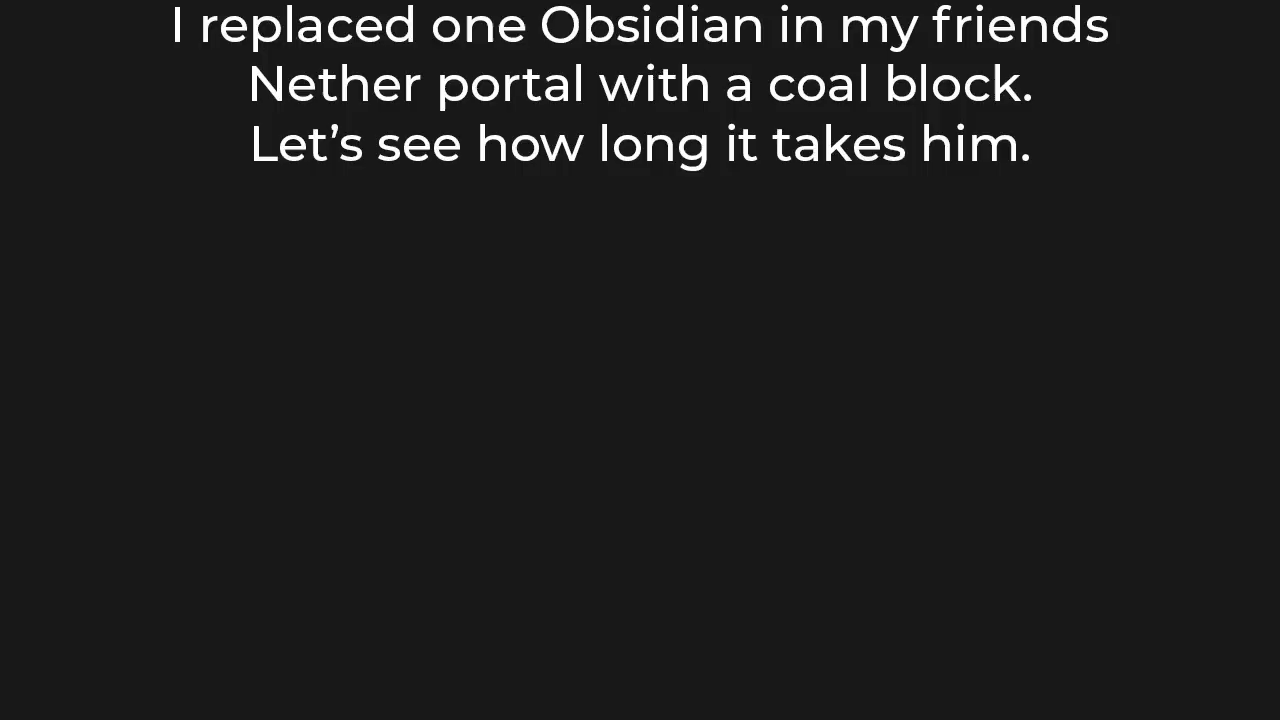 I replaced one Obsidian in my friends
Nether portal with a coal block.
Let’s see how long it takes him.